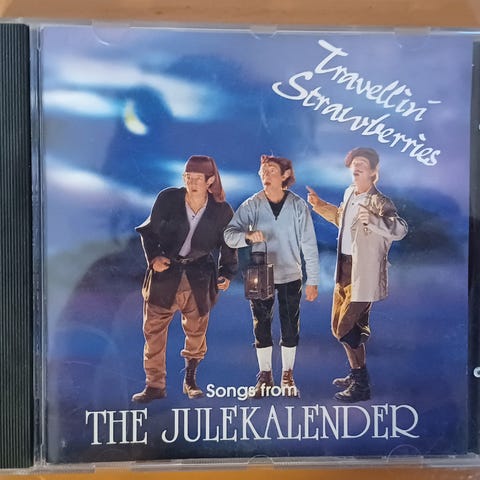 Travellin'
Strawberries
Songs from
THE JULEKALENDER